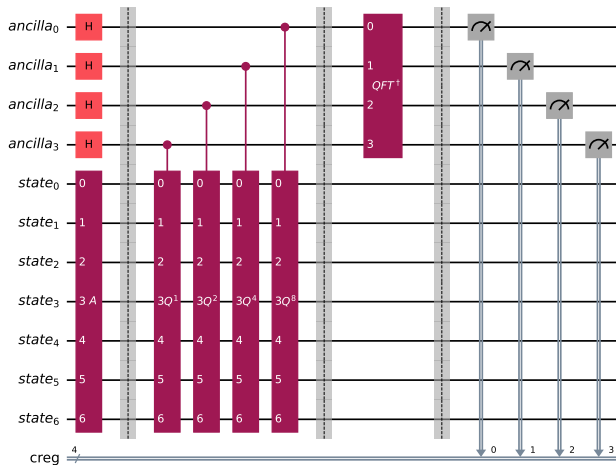 ancilla0 H 0 0
ancilla1 H 1
QFT†
ancilla2 H 2
ancilla3 H 3
state0 0 0 0 0 0
state1 1 1 1 1 1
state2 2 2 2 2 2
state3 3 A 3Q1 3Q2 3Q4 3Q8
state4 4 4 4 4 4
state5 5 5 5 5 5
state6 6 6 6 6 6
4 0 1 2 3
creg